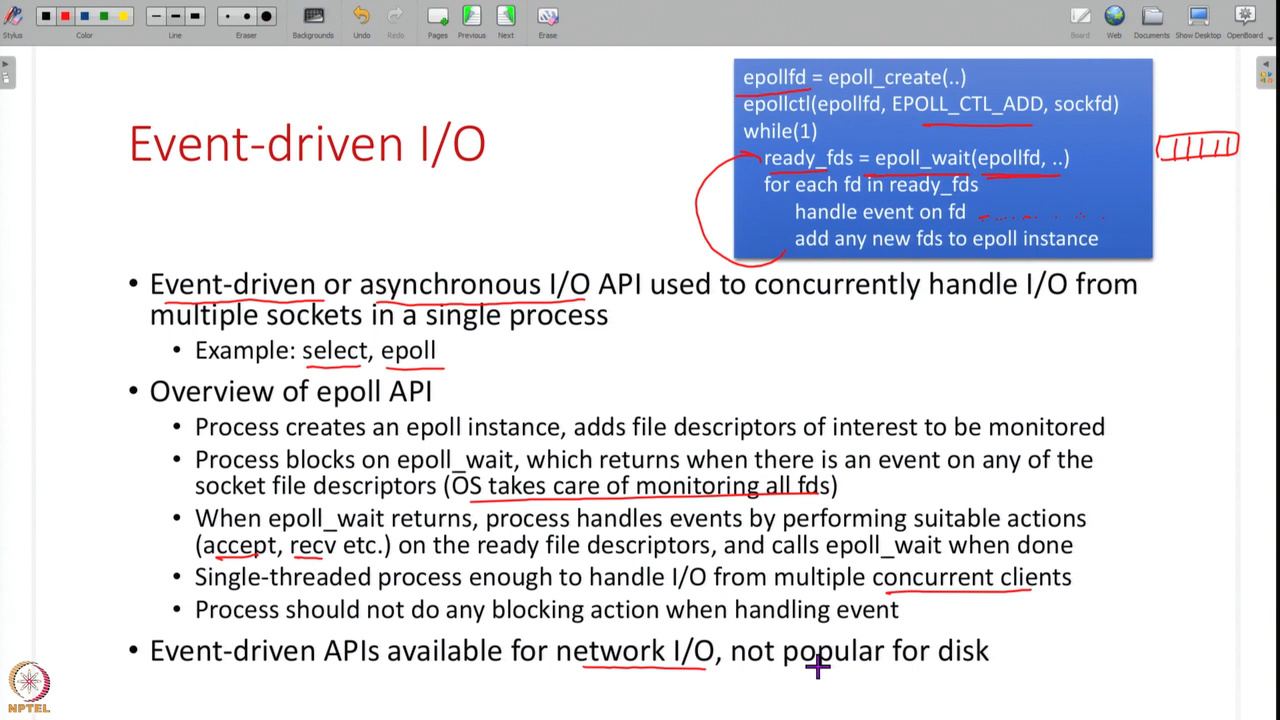 Stylus
Color
Line
Eraser
Backgrounds
Undo
Redo
Pages
Previous
Next
Erase
Board
Web
Documents
Show Desktop
OpenBoard
epollfd = epoll_create(..)
epollctl(epollfd, EPOLL_CTL_ADD, sockfd)
while(1)
ready_fds = epoll_wait(epollfd, ..)
for each fd in ready_fds
handle event on fd
add any new fds to epoll instance
Event-driven I/O
• Event-driven or asynchronous I/O API used to concurrently handle I/O from
multiple sockets in a single process
• Example: select, epoll
• Overview of epoll API
• Process creates an epoll instance, adds file descriptors of interest to be monitored
• Process blocks on epoll_wait, which returns when there is an event on any of the
socket file descriptors (OS takes care of monitoring all fds)
• When epoll_wait returns, process handles events by performing suitable actions
(accept, recv etc.) on the ready file descriptors, and calls epoll_wait when done
• Single-threaded process enough to handle I/O from multiple concurrent clients
• Process should not do any blocking action when handling event
• Event-driven APIs available for network I/O, not popular for disk
NPTEL